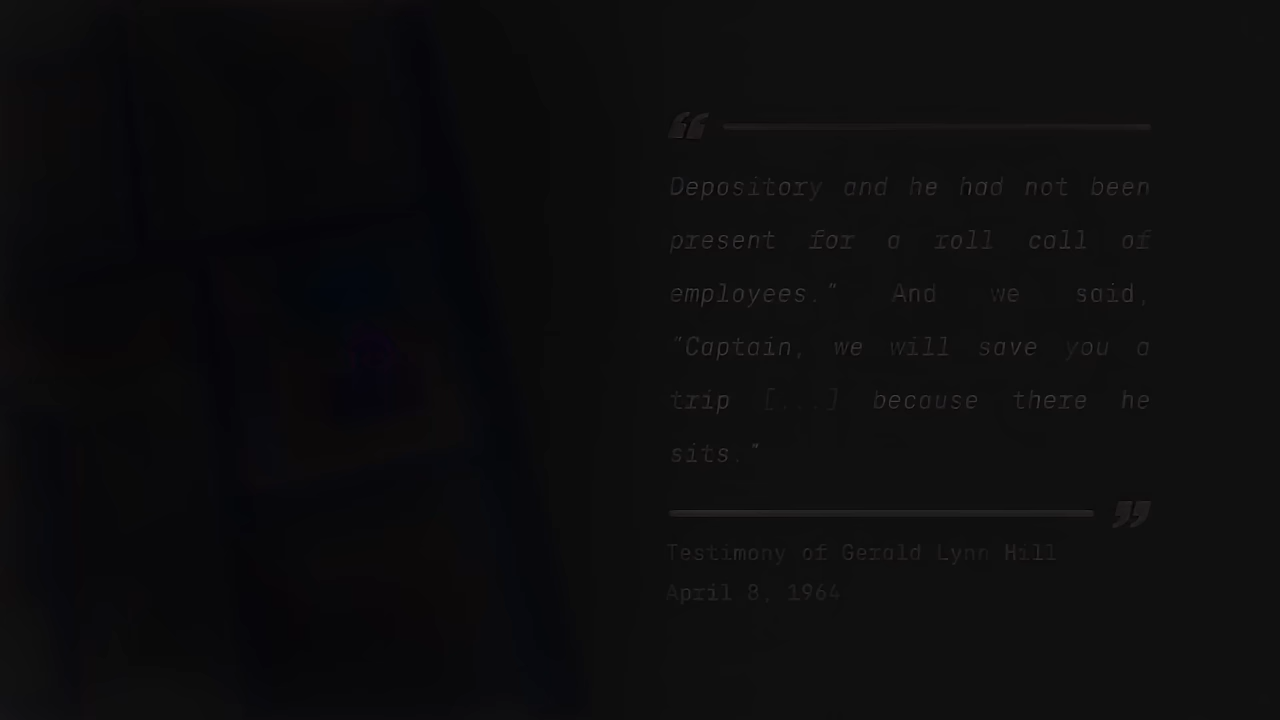 Depository and he had not been
present for a roll call of
employees.” And we said,
“Captain, we will save you a
trip [...] because there he
sits.”
Testimony of Gerald Lynn Hill
April 8, 1964